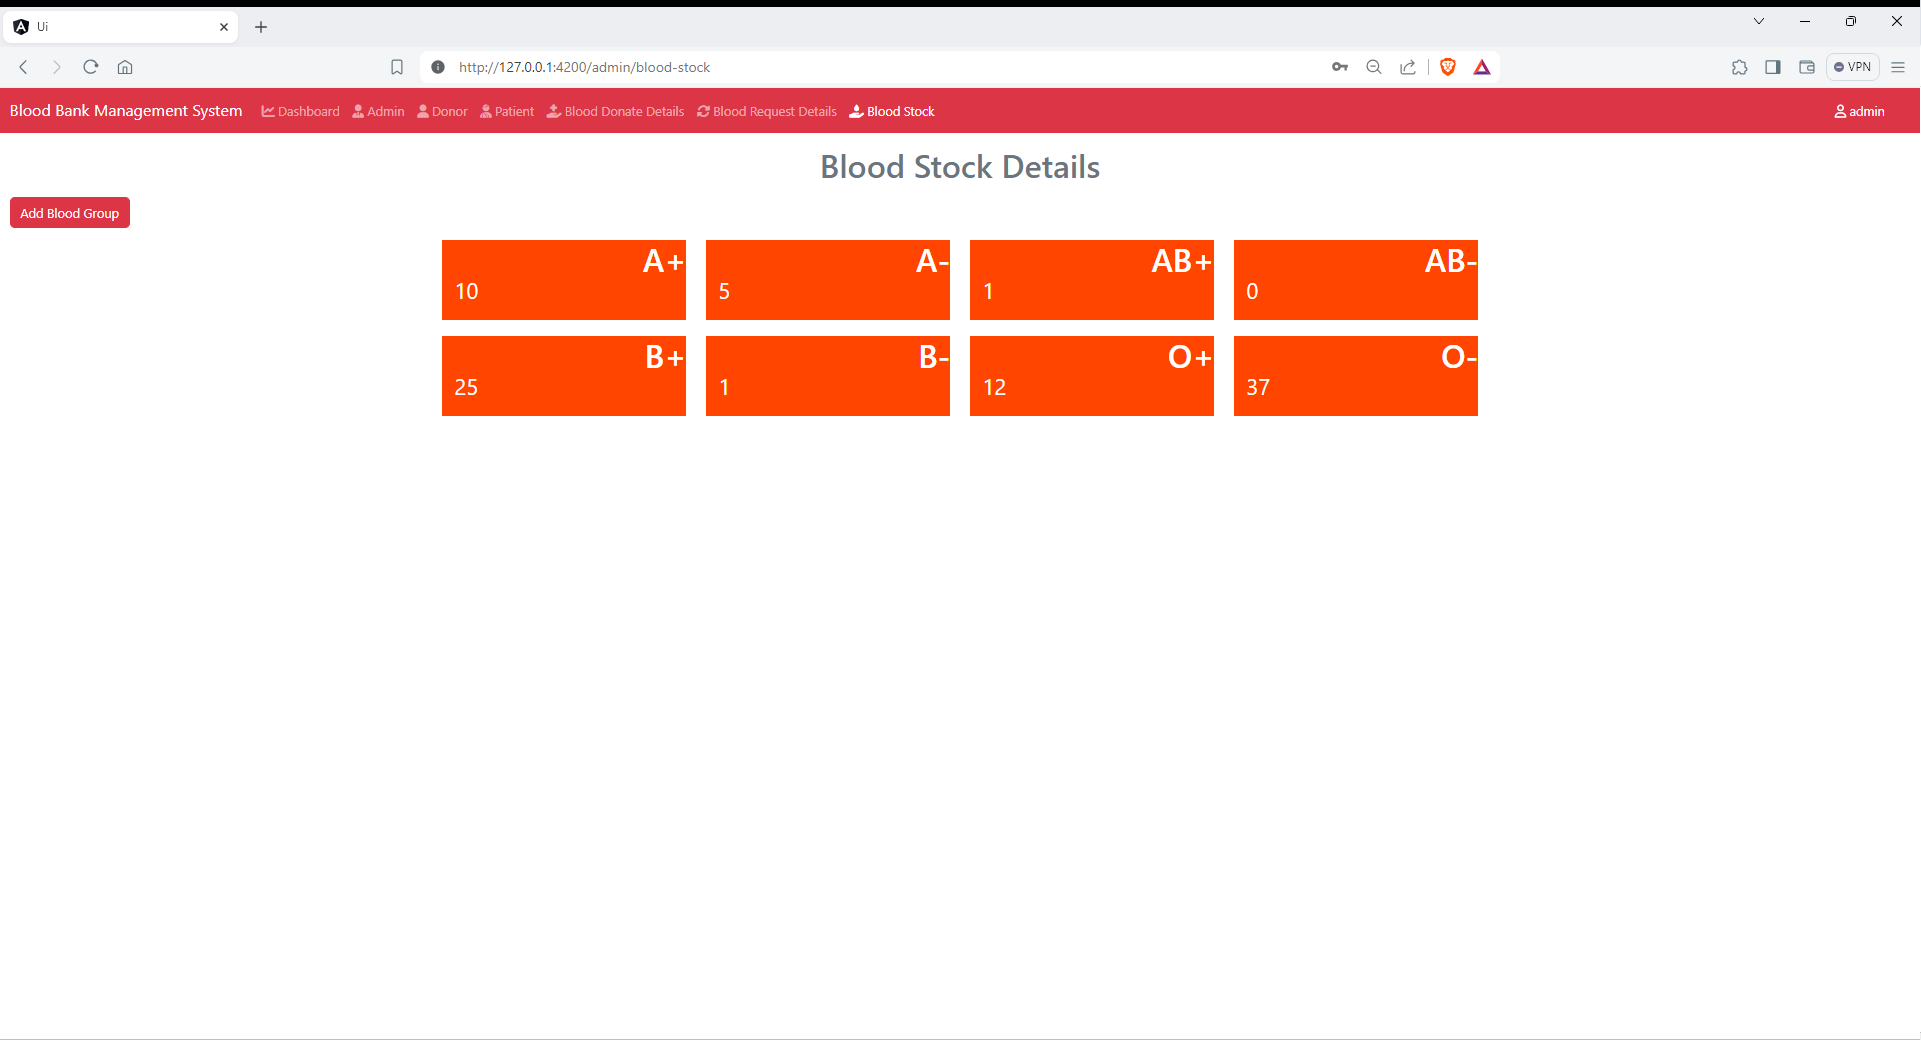 Ui
http://127.0.0.1:4200/admin/blood-stock
VPN
Blood Bank Management System Dashboard Admin Donor Patient Blood Donate Details Blood Request Details Blood Stock admin
Blood Stock Details
Add Blood Group
A+ A- AB+ AB-
10 5 1 0
B+ B- O+ O-
25 1 12 37